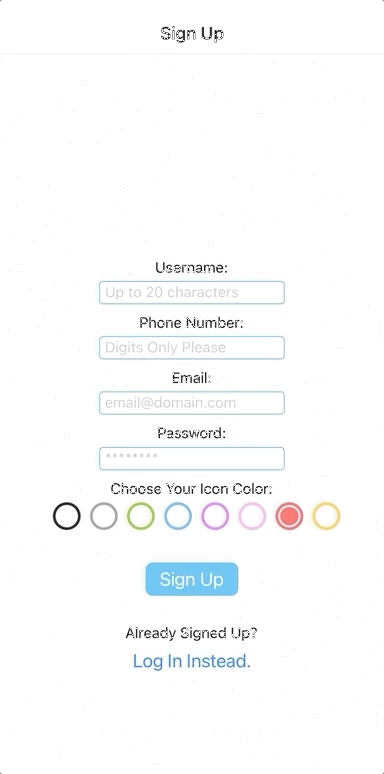 Sign Up
Username:
Up to 20 characters
Phone Number:
Digits Only Please
Email:
email@domain.com
Password:
********
Choose Your Icon Color:
Sign Up
Already Signed Up?
Log In Instead.